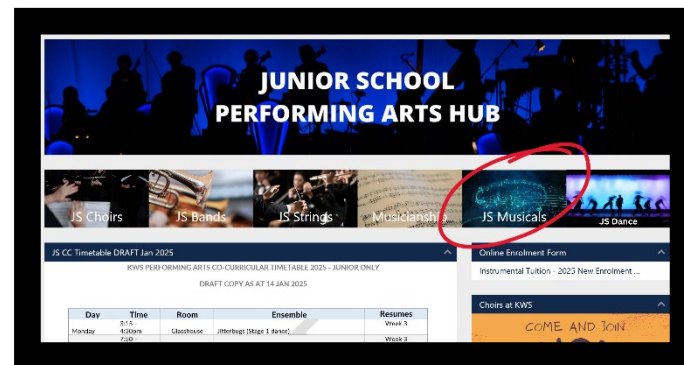 JUNIOR SCHOOL
PERFORMING ARTS HUB
JS Choirs
JS Bands
JS Strings
Musicianship
JS Musicals
JS Dance
JS CC Timetable DRAFT Jan 2025
KWS PERFORMING ARTS CO-CURRICULAR TIMETABLE 2025 - JUNIOR ONLY
DRAFT COPY AS AT 14 JAN 2025
Day Time Room Ensemble Resumes
3:15
Monday 4:30pm Glasshouse Jitterbugs (Stage 1 dance) Week 3
7:50 Week 3
Online Enrolment Form
Instrumental Tuition - 2025 New Enrolment ...
Choirs at KWS
COME AND JOIN